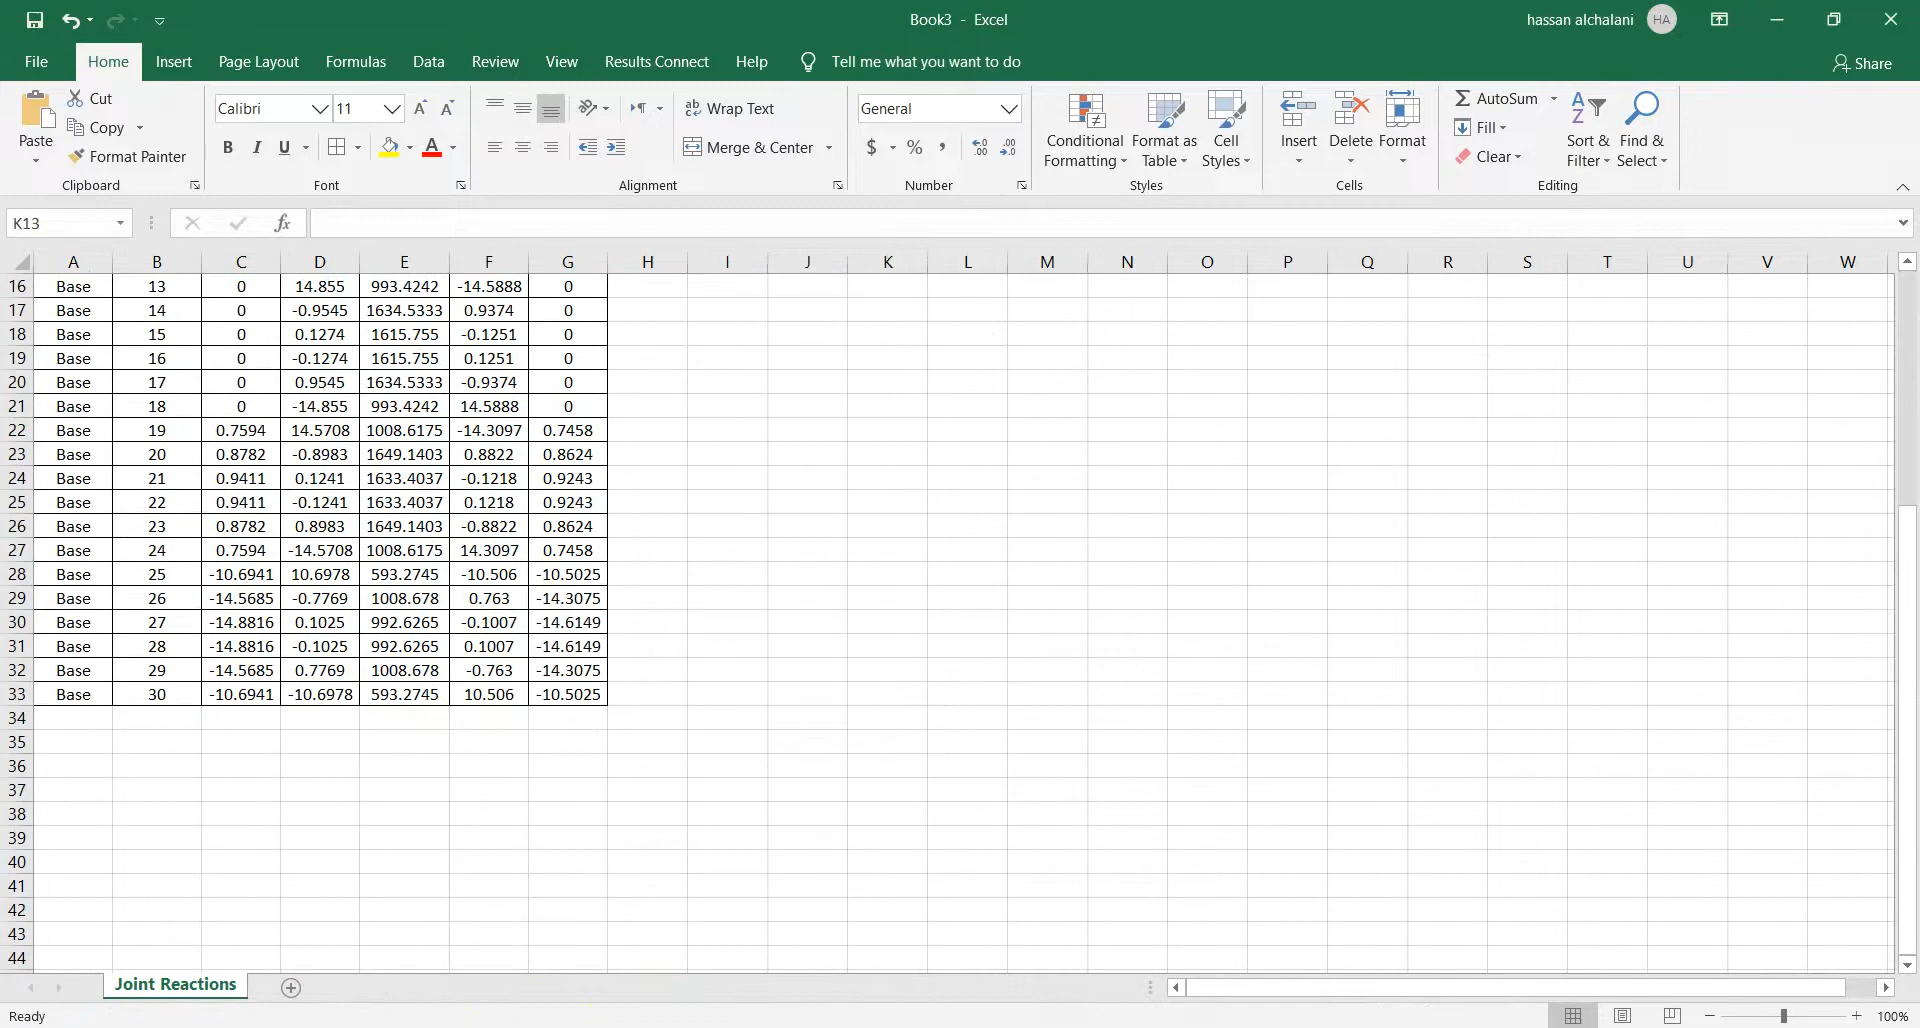 Book3 - Excel
hassan alchalani HA
File Home Insert Page Layout Formulas Data Review View Results Connect Help Tell me what you want to do Share
Paste Cut Copy Format Painter Clipboard
Calibri 11 B I U A Font
ab Wrap Text Merge & Center Alignment
General $ % , Number
Conditional Formatting Format as Table Cell Styles Styles
Insert Delete Format Cells
AutoSum Fill Clear Sort & Filter Find & Select Editing
K13 fx
A B C D E F G H I J K L M N O P Q R S T U V W
16 Base 13 0 14.855 993.4242 -14.5888 0
17 Base 14 0 -0.9545 1634.5333 0.9374 0
18 Base 15 0 0.1274 1615.755 -0.1251 0
19 Base 16 0 -0.1274 1615.755 0.1251 0
20 Base 17 0 0.9545 1634.5333 -0.9374 0
21 Base 18 0 -14.855 993.4242 14.5888 0
22 Base 19 0.7594 14.5708 1008.6175 -14.3097 0.7458
23 Base 20 0.8782 -0.8983 1649.1403 0.8822 0.8624
24 Base 21 0.9411 0.1241 1633.4037 -0.1218 0.9243
25 Base 22 0.9411 -0.1241 1633.4037 0.1218 0.9243
26 Base 23 0.8782 0.8983 1649.1403 -0.8822 0.8624
27 Base 24 0.7594 -14.5708 1008.6175 14.3097 0.7458
28 Base 25 -10.6941 10.6978 593.2745 -10.506 -10.5025
29 Base 26 -14.5685 -0.7769 1008.678 0.763 -14.3075
30 Base 27 -14.8816 0.1025 992.6265 -0.1007 -14.6149
31 Base 28 -14.8816 -0.1025 992.6265 0.1007 -14.6149
32 Base 29 -14.5685 0.7769 1008.678 -0.763 -14.3075
33 Base 30 -10.6941 -10.6978 593.2745 10.506 -10.5025
34
35
36
37
38
39
40
41
42
43
44
Joint Reactions
Ready 100%